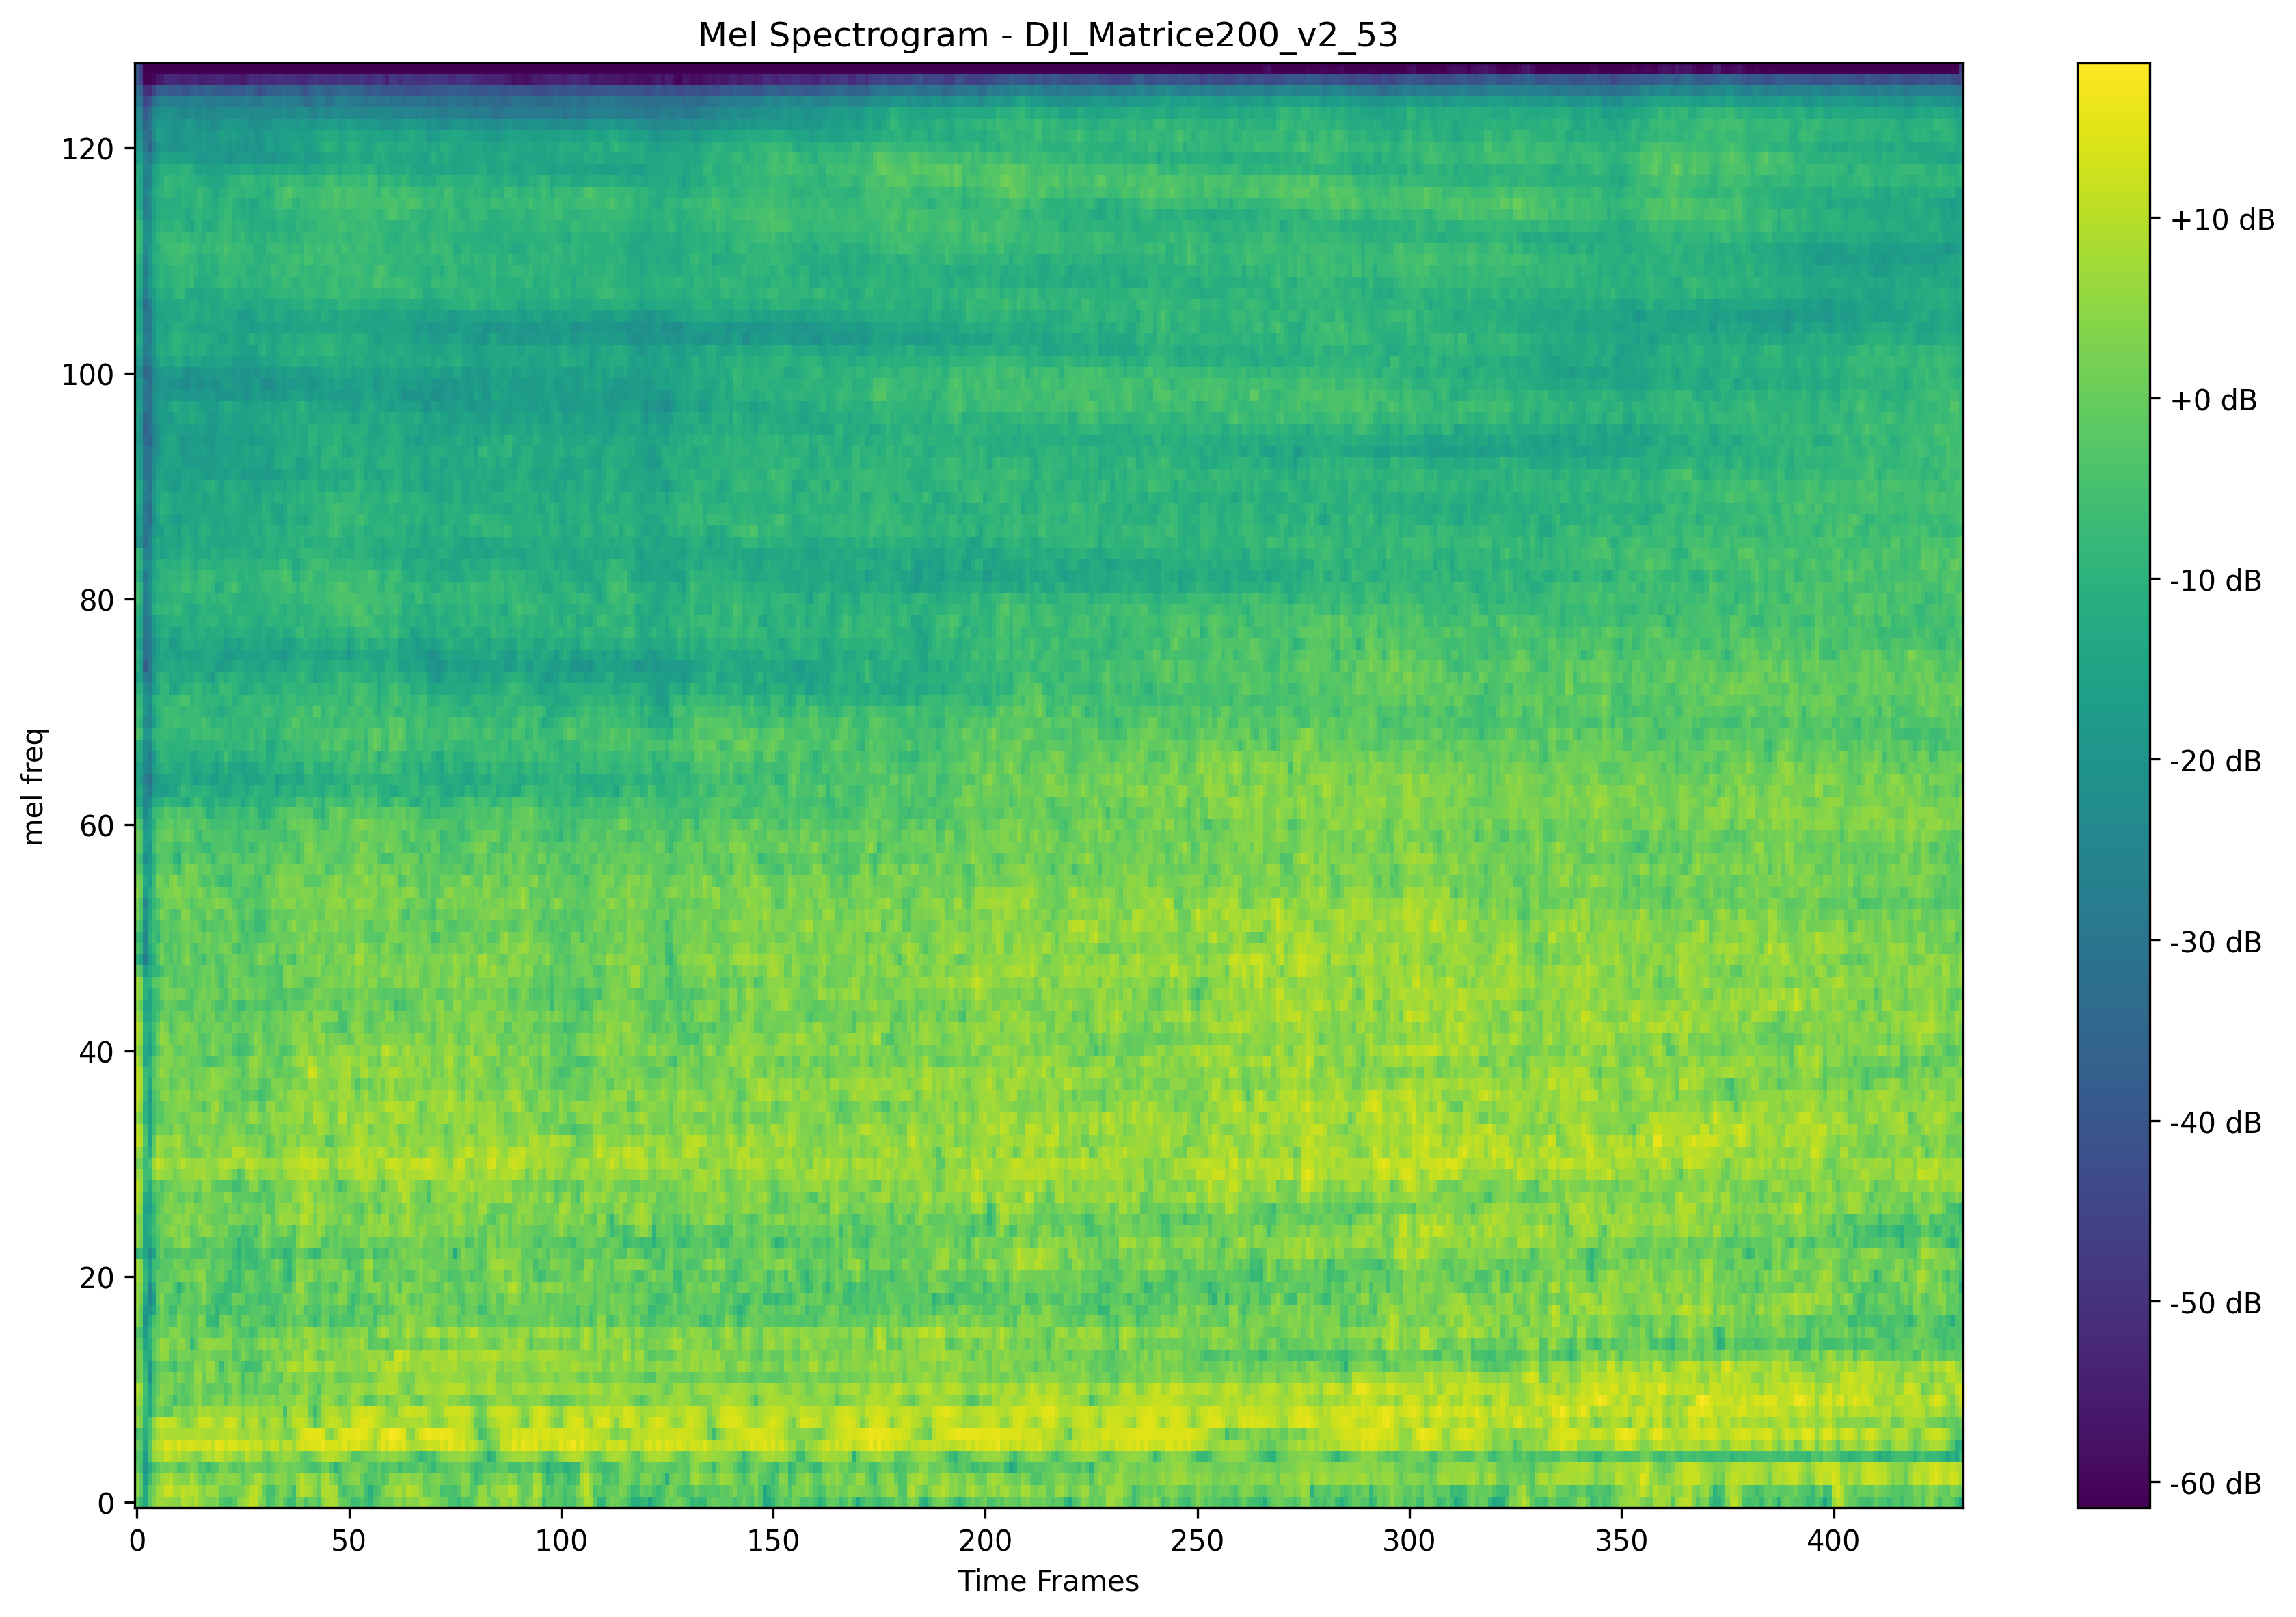 Mel Spectrogram - DJI_Matrice200_v2_53
mel freq
120
100
80
60
40
20
0
0 50 100 150 200 250 300 350 400
Time Frames
+10 dB
+0 dB
-10 dB
-20 dB
-30 dB
-40 dB
-50 dB
-60 dB